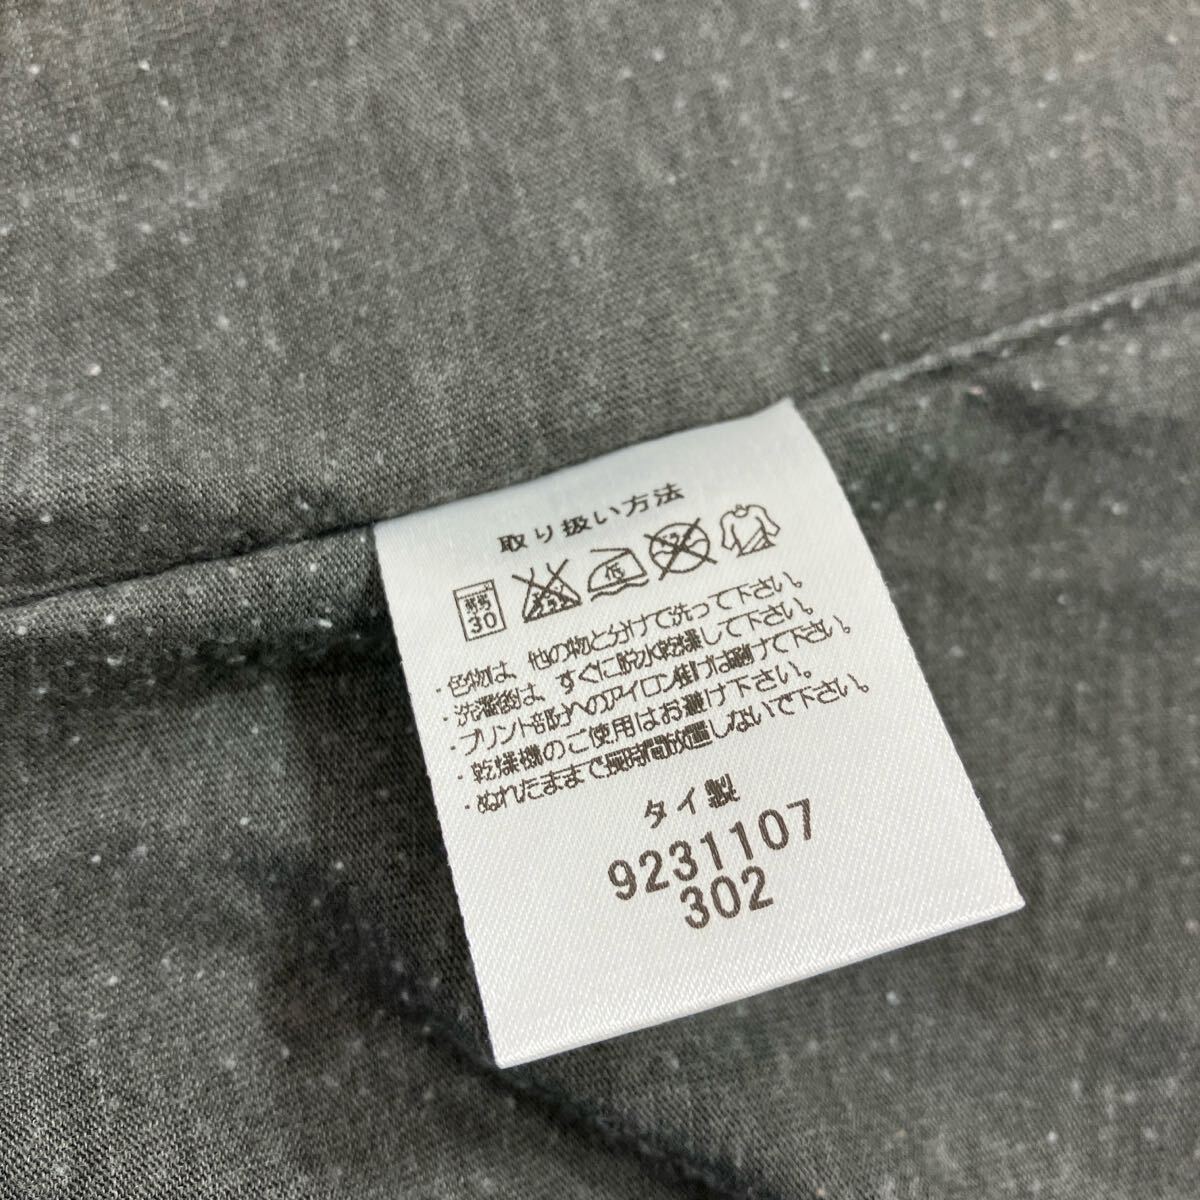 取り扱い方法
30 低
・色物は、他の物と分けて洗って下さい。
・洗濯後は、すぐに脱水乾燥して下さい。
・プリント部分へのアイロン掛けは避けて下さい。
・乾燥機のご使用はお避け下さい。
・ぬれたままで長時間放置しないで下さい。
タイ製
9231107
302